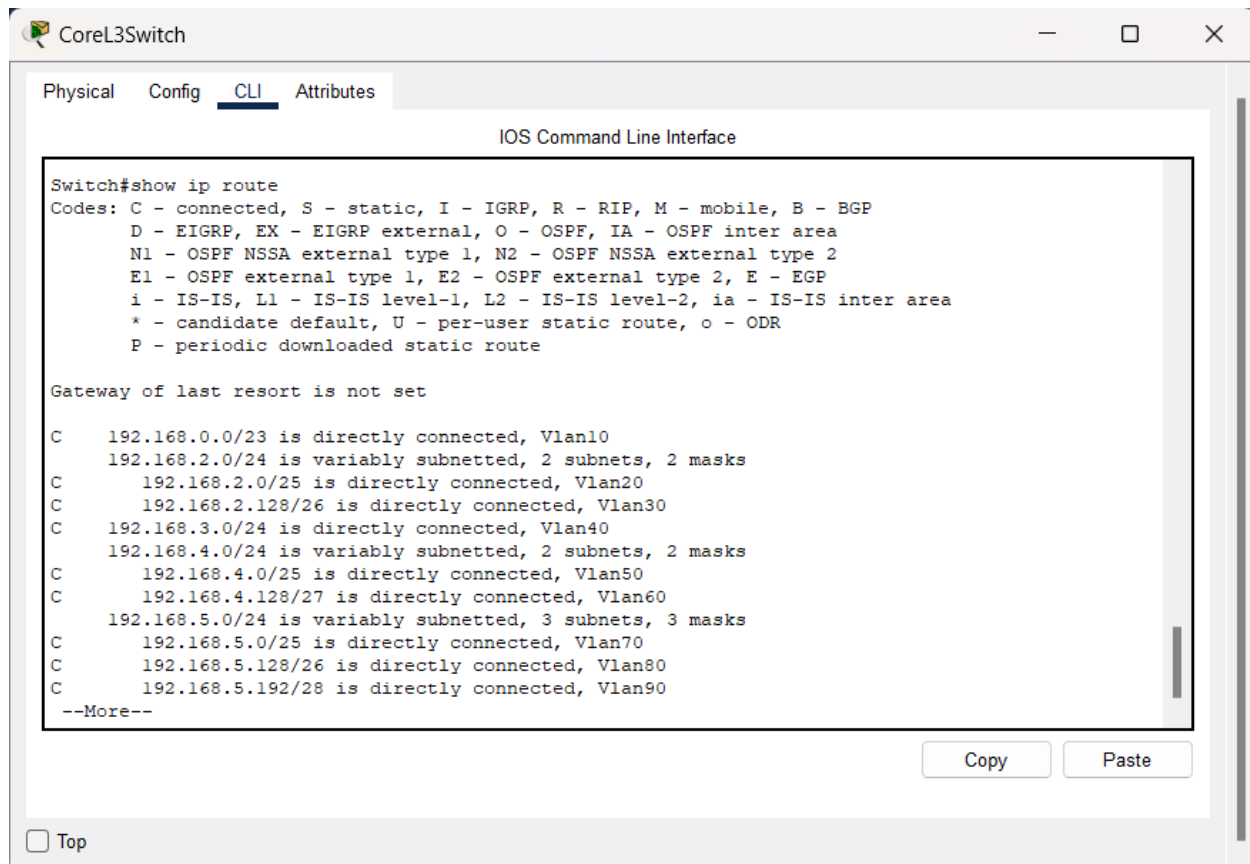 CoreL3Switch
Physical Config CLI Attributes
IOS Command Line Interface
Switch#show ip route
Codes: C - connected, S - static, I - IGRP, R - RIP, M - mobile, B - BGP
       D - EIGRP, EX - EIGRP external, O - OSPF, IA - OSPF inter area
       N1 - OSPF NSSA external type 1, N2 - OSPF NSSA external type 2
       E1 - OSPF external type 1, E2 - OSPF external type 2, E - EGP
       i - IS-IS, L1 - IS-IS level-1, L2 - IS-IS level-2, ia - IS-IS inter area
       * - candidate default, U - per-user static route, o - ODR
       P - periodic downloaded static route
Gateway of last resort is not set
C    192.168.0.0/23 is directly connected, Vlan10
     192.168.2.0/24 is variably subnetted, 2 subnets, 2 masks
C       192.168.2.0/25 is directly connected, Vlan20
C       192.168.2.128/26 is directly connected, Vlan30
C    192.168.3.0/24 is directly connected, Vlan40
     192.168.4.0/24 is variably subnetted, 2 subnets, 2 masks
C       192.168.4.0/25 is directly connected, Vlan50
C       192.168.4.128/27 is directly connected, Vlan60
     192.168.5.0/24 is variably subnetted, 3 subnets, 3 masks
C       192.168.5.0/25 is directly connected, Vlan70
C       192.168.5.128/26 is directly connected, Vlan80
C       192.168.5.192/28 is directly connected, Vlan90
 --More--
Copy Paste
Top